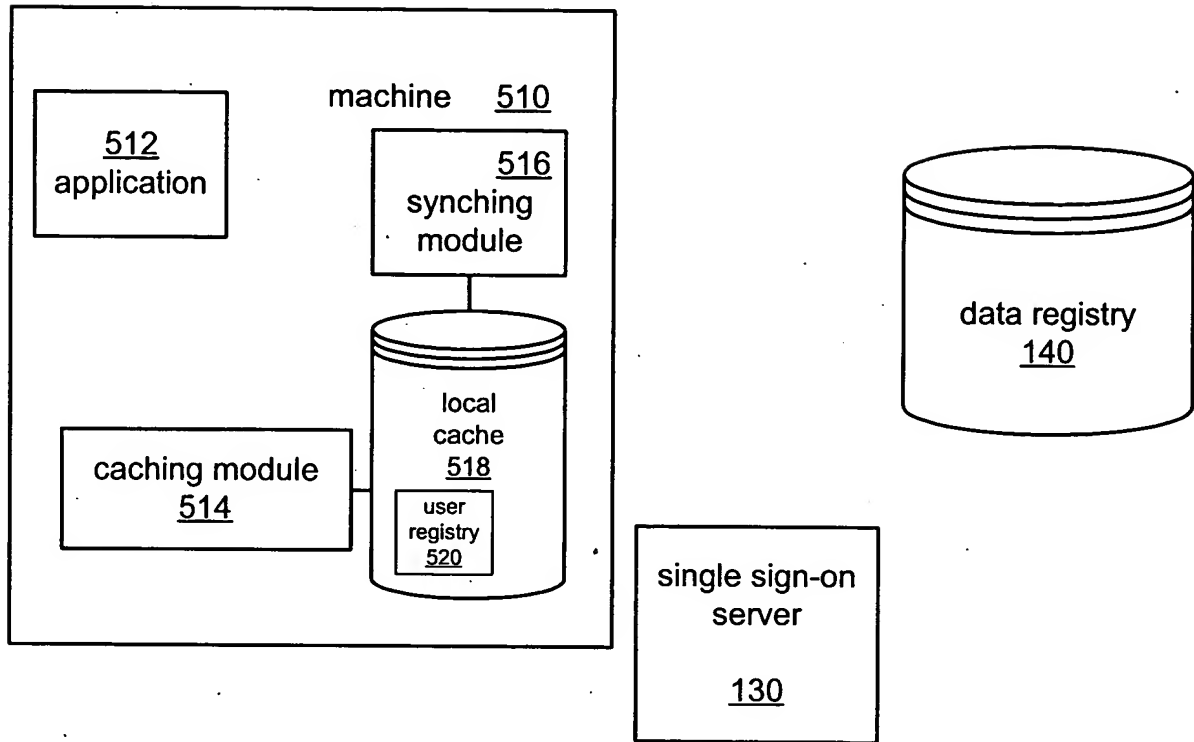 machine 510
512
application
516
synching
module
data registry
140
local
cache
518
caching module
514
user
registry
520
single sign-on
server
130